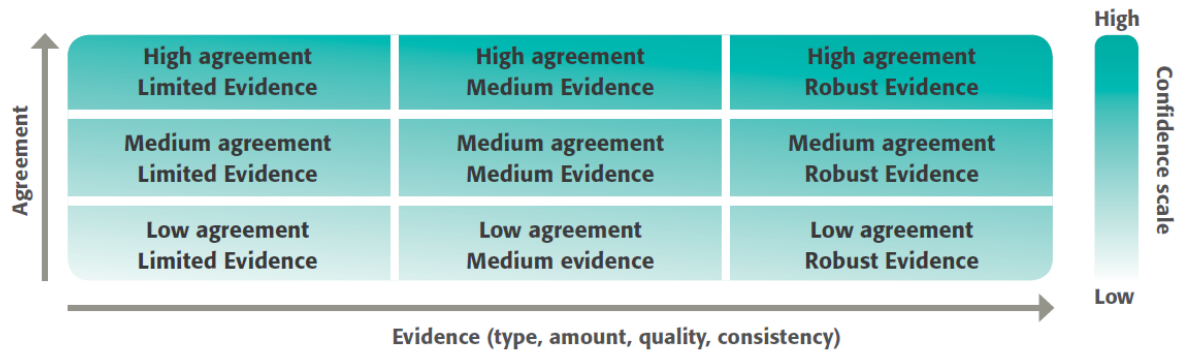 High
High agreement
Limited Evidence
High agreement
Medium Evidence
High agreement
Robust Evidence
Agreement
Medium agreement
Limited Evidence
Medium agreement
Medium Evidence
Medium agreement
Robust Evidence
Confidence scale
Low agreement
Limited Evidence
Low agreement
Medium evidence
Low agreement
Robust Evidence
Low
Evidence (type, amount, quality, consistency)